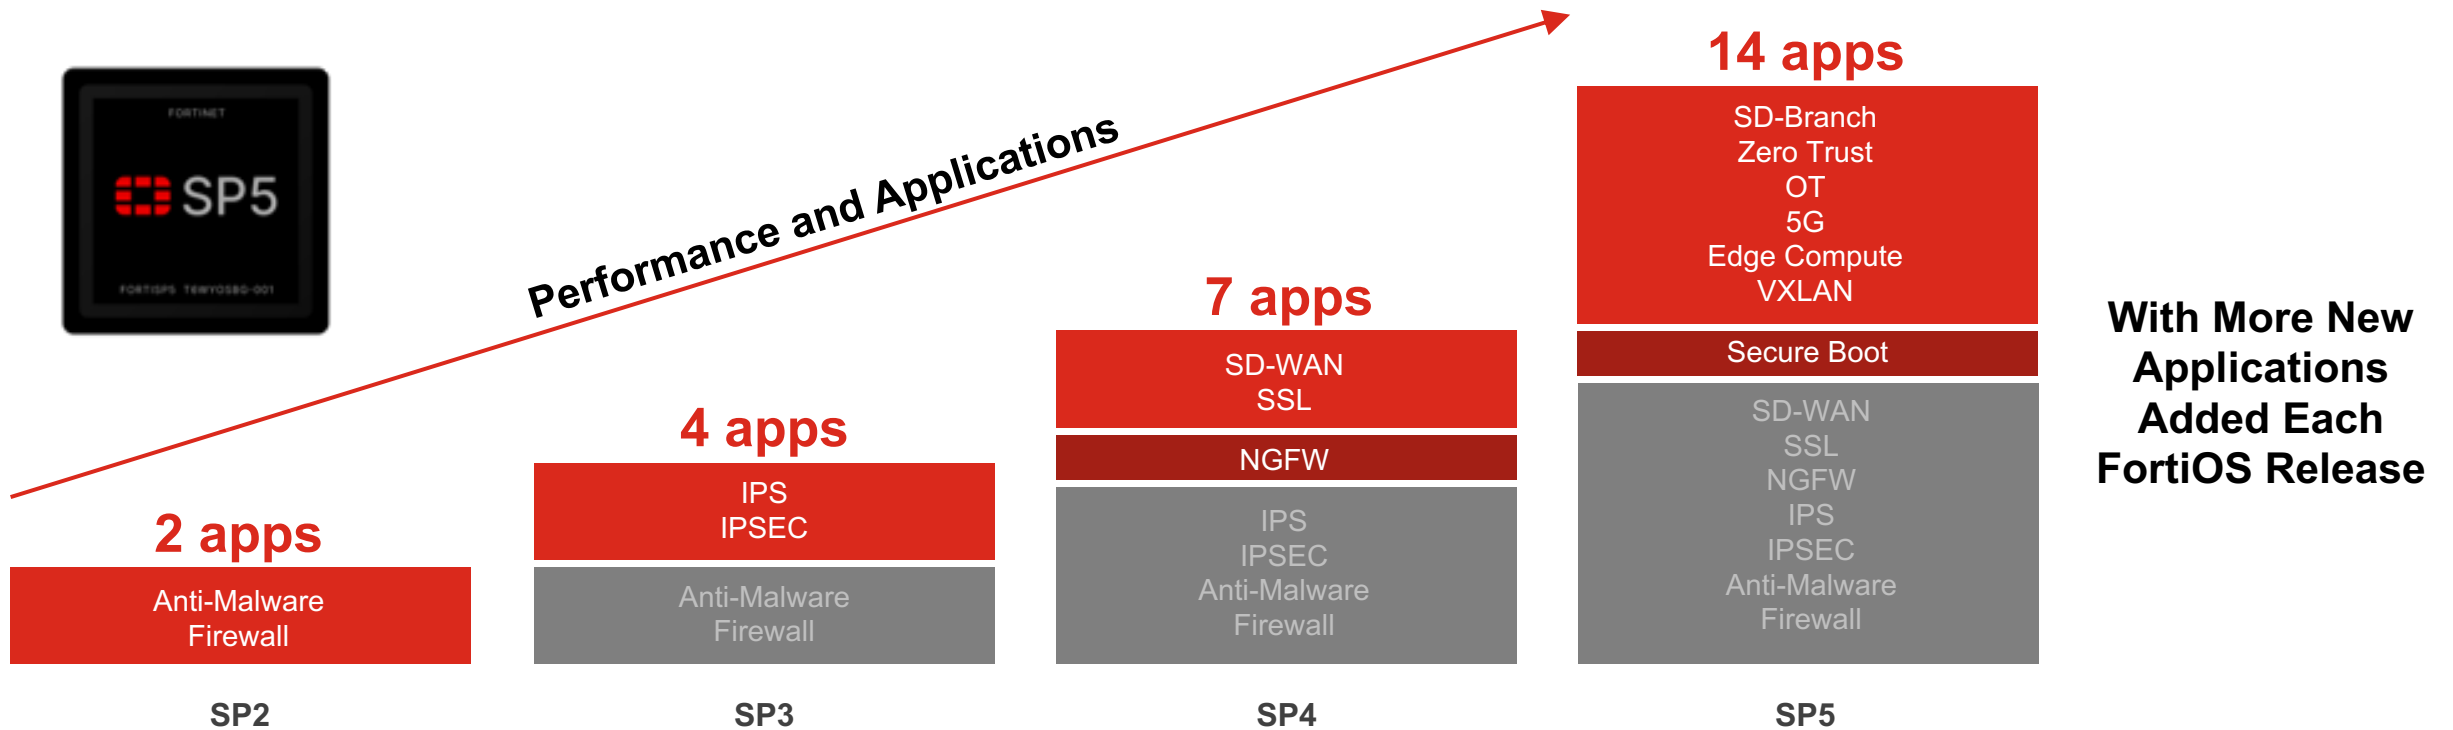 FORTINET
SP5
Performance and Applications
2 apps
Anti-Malware
Firewall
SP2
4 apps
IPS
IPSEC
Anti-Malware
Firewall
SP3
7 apps
SD-WAN
SSL
NGFW
IPS
IPSEC
Anti-Malware
Firewall
SP4
14 apps
SD-Branch
Zero Trust
OT
5G
Edge Compute
VXLAN
Secure Boot
SD-WAN
SSL
NGFW
IPS
IPSEC
Anti-Malware
Firewall
SP5
With More New
Applications
Added Each
FortiOS Release